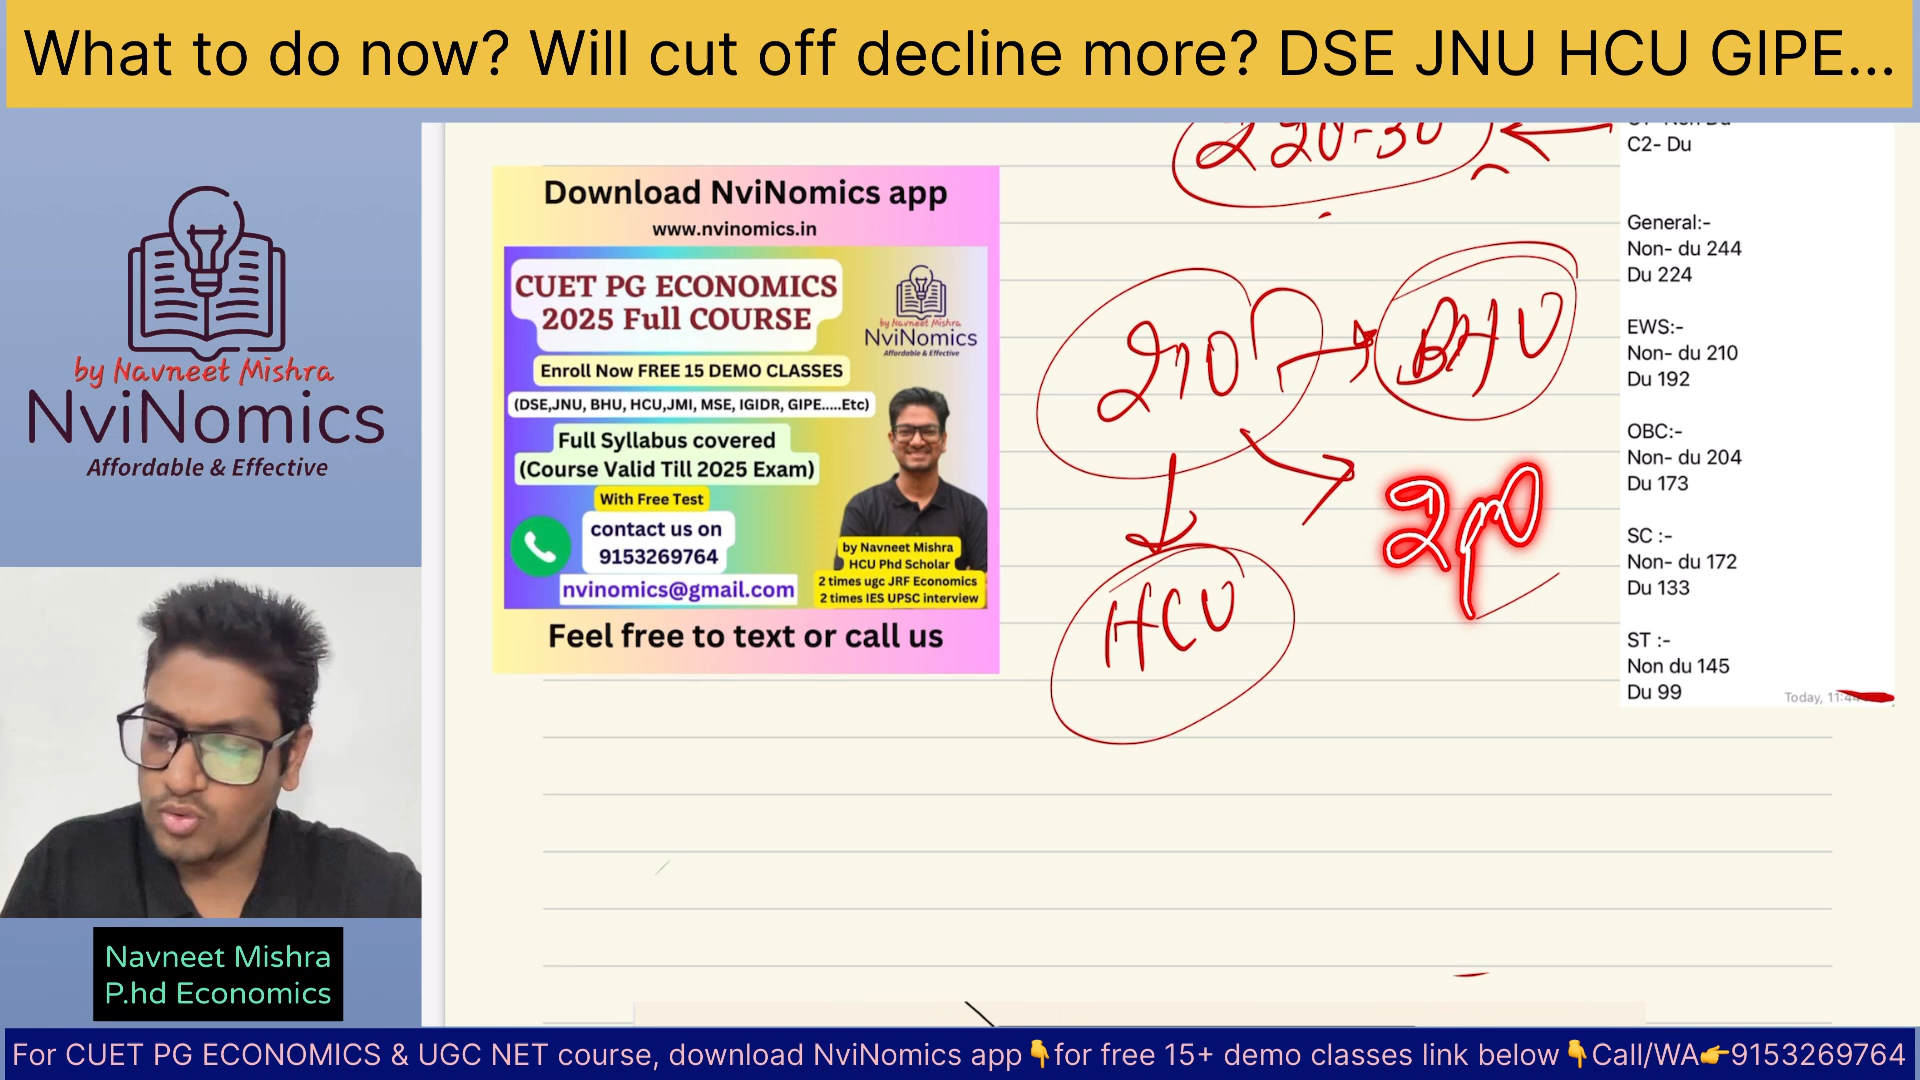 What to do now? Will cut off decline more? DSE JNU HCU GIPE...
by Navneet Mishra
NviNomics
Affordable & Effective
Navneet Mishra
P.hd Economics
Download NviNomics app
www.nvinomics.in
CUET PG ECONOMICS
2025 Full COURSE
by Navneet Mishra
NviNomics
Affordable & Effective
Enroll Now FREE 15 DEMO CLASSES
(DSE,JNU, BHU, HCU,JMI, MSE, IGIDR, GIPE.....Etc)
Full Syllabus covered
(Course Valid Till 2025 Exam)
With Free Test
contact us on
9153269764
nvinomics@gmail.com
by Navneet Mishra
HCU Phd Scholar
2 times ugc JRF Economics
2 times IES UPSC interview
Feel free to text or call us
220-30
210
BHU
HCU
C2- Du
General:-
Non- du 244
Du 224
EWS:-
Non- du 210
Du 192
OBC:-
Non- du 204
Du 173
SC :-
Non- du 172
Du 133
ST :-
Non du 145
Du 99
Today,
For CUET PG ECONOMICS & UGC NET course, download NviNomics app👇for free 15+ demo classes link below👇Call/WA👉9153269764